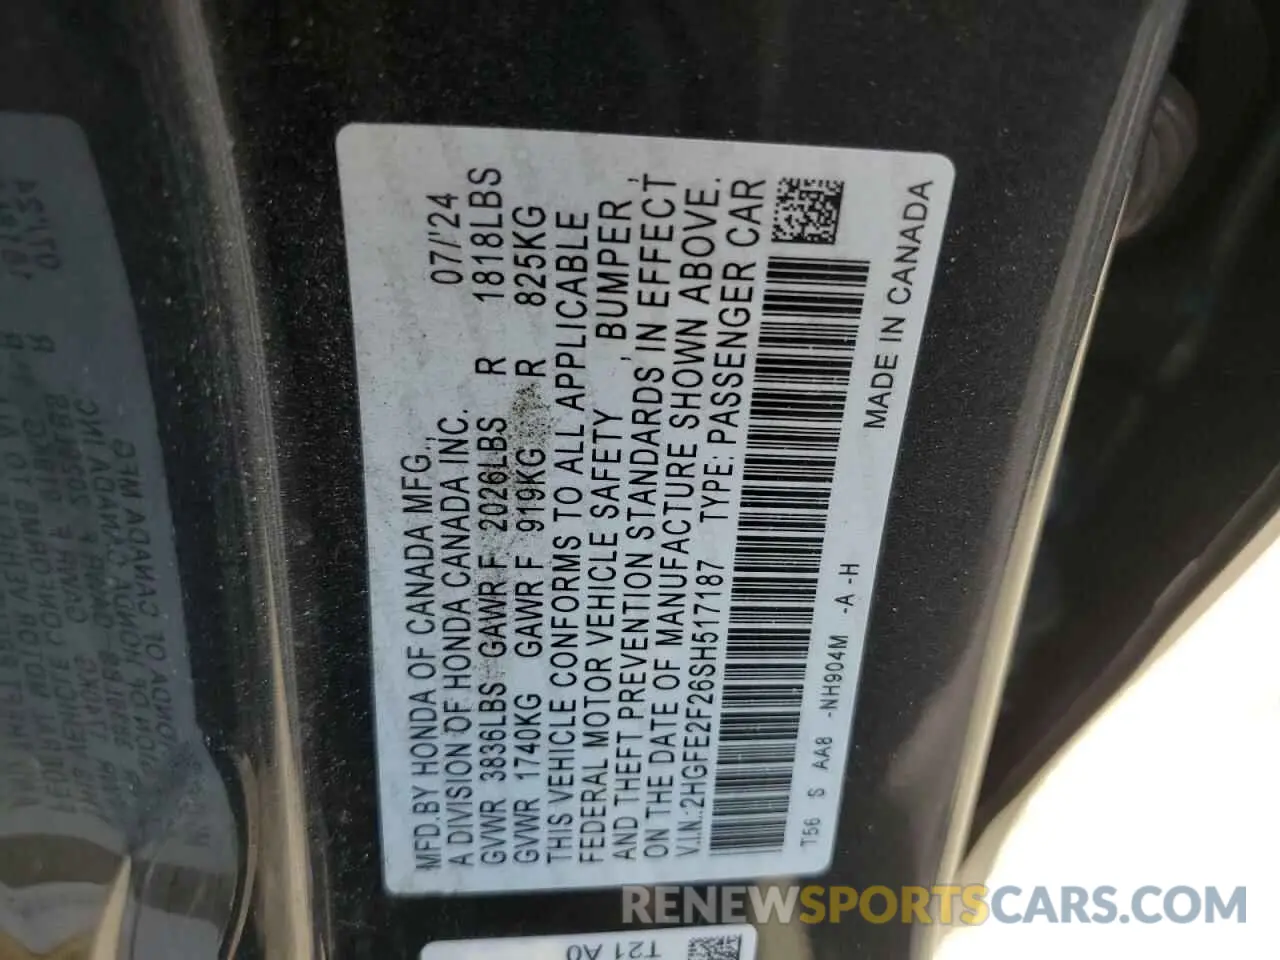 MFD.BY HONDA OF CANADA MFG., 07/'24
A DIVISION OF HONDA CANADA INC.
GVWR 3836LBS GAWR F 2026LBS R 1818LBS
GVWR 1740KG GAWR F 919KG R 825KG
THIS VEHICLE CONFORMS TO ALL APPLICABLE
FEDERAL MOTOR VEHICLE SAFETY, BUMPER,
AND THEFT PREVENTION STANDARDS IN EFFECT
ON THE DATE OF MANUFACTURE SHOWN ABOVE.
V.I.N.:2HGFE2F26SH517187 TYPE: PASSENGER CAR
T56 S AA8 -NH904M -A -H
MADE IN CANADA
T21 A0
RENEWSPORTSCARS.COM